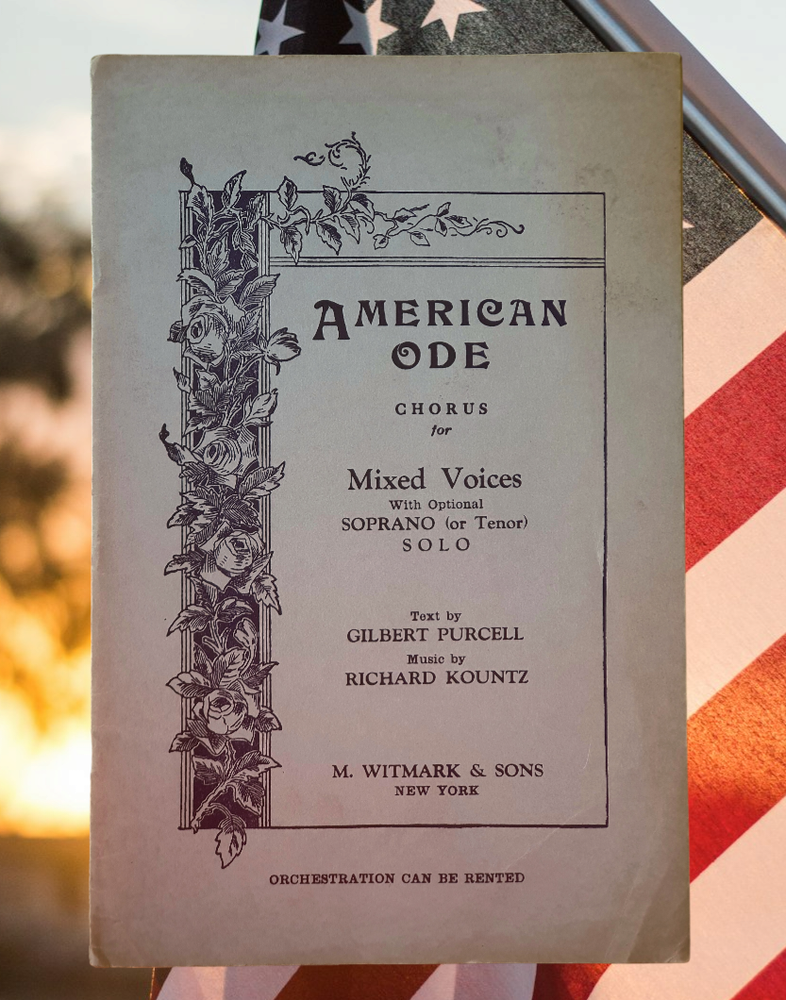 AMERICAN
ODE
CHORUS
for
Mixed Voices
With Optional
SOPRANO (or Tenor)
SOLO
Text by
GILBERT PURCELL
Music by
RICHARD KOUNTZ
M. WITMARK & SONS
NEW YORK
ORCHESTRATION CAN BE RENTED